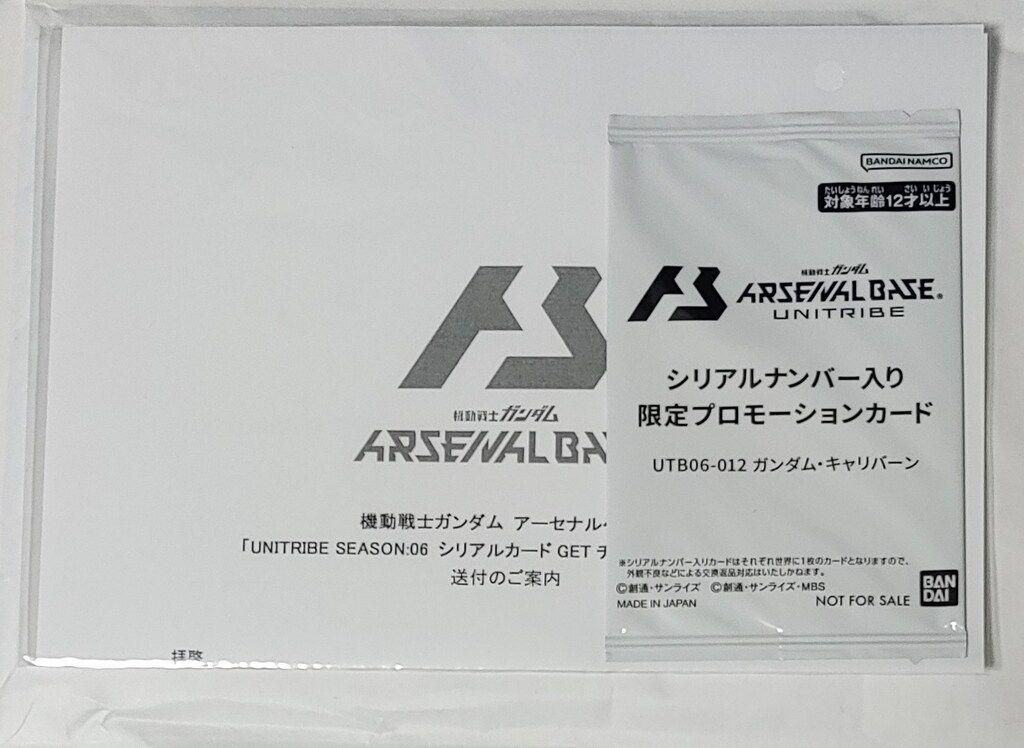 機動戦士ガンダム
ARSENAL BA
機動戦士ガンダム アーセナル・
「UNITRIBE SEASON:06 シリアルカード GET チ
送付のご案内
拝啓
BANDAI NAMCO
たいしょうねんれい さい いじょう
対象年齢12才以上
機動戦士ガンダム
ARSENAL BASE®
UNITRIBE
シリアルナンバー入り
限定プロモーションカード
UTB06-012 ガンダム・キャリバーン
※シリアルナンバー入りカードはそれぞれ世界に1枚のカードとなりますので、
外観不良などによる交換返品対応はいたしかねます。
©創通・サンライズ ©創通・サンライズ・MBS
MADE IN JAPAN
NOT FOR SALE
BAN
DAI